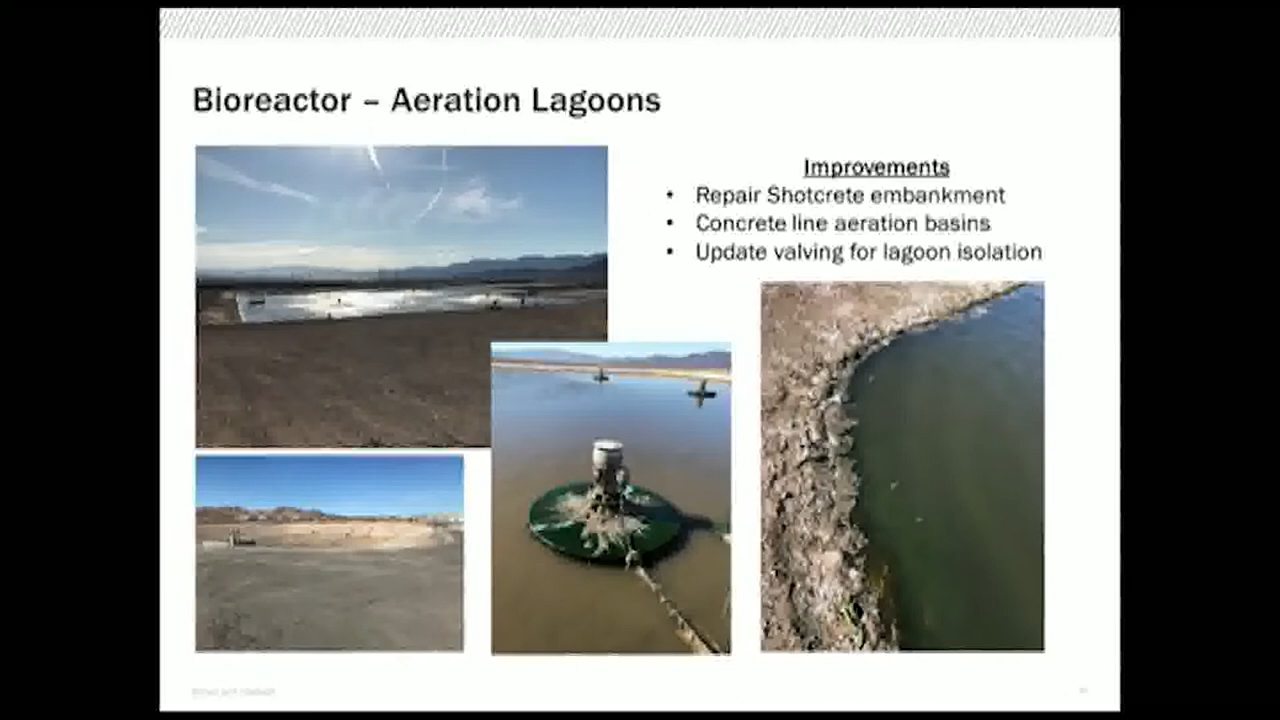 Bioreactor – Aeration Lagoons
Improvements
• Repair Shotcrete embankment
• Concrete line aeration basins
• Update valving for lagoon isolation